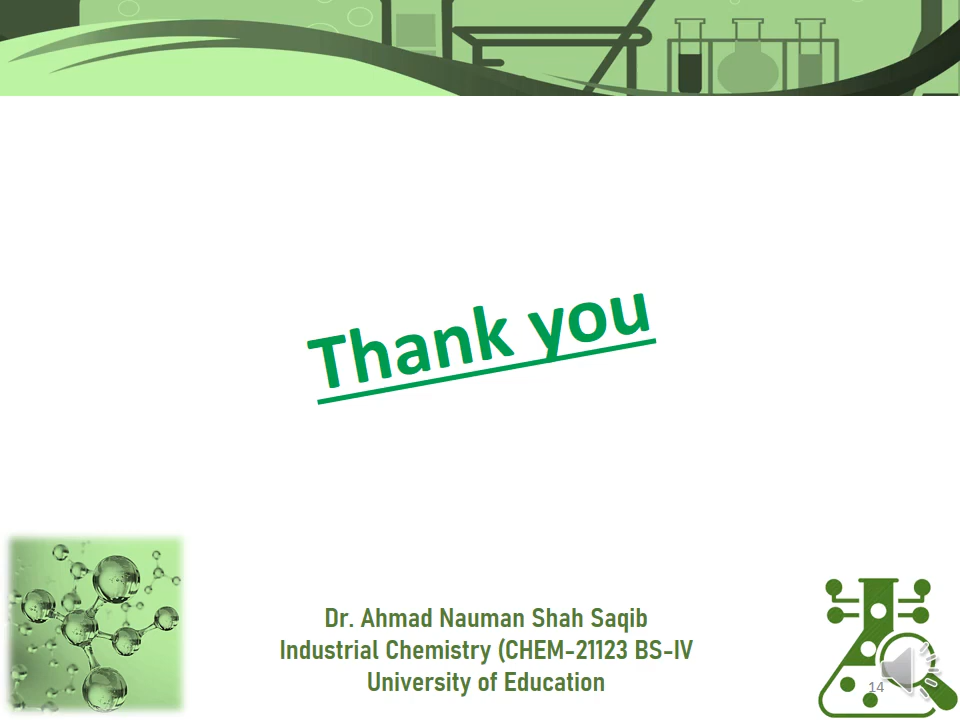 Thank you
Dr. Ahmad Nauman Shah Saqib
Industrial Chemistry (CHEM-21123 BS-IV
University of Education
14